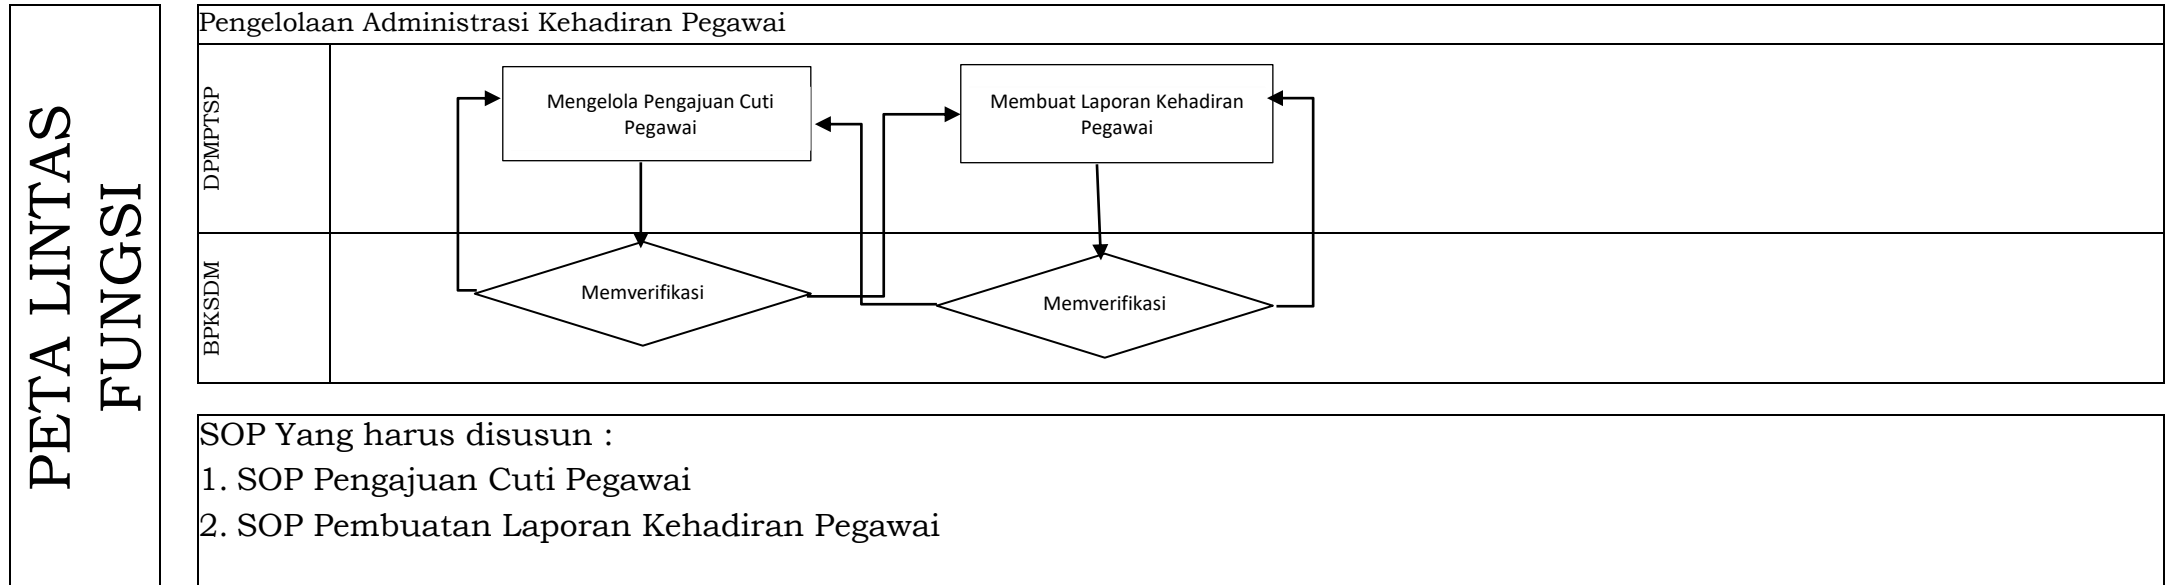 PETA LINTAS
FUNGSI
Pengelolaan Administrasi Kehadiran Pegawai
DPMPTSP
Mengelola Pengajuan Cuti
Pegawai
Membuat Laporan Kehadiran
Pegawai
BPKSDM
Memverifikasi
Memverifikasi
SOP Yang harus disusun :
1. SOP Pengajuan Cuti Pegawai
2. SOP Pembuatan Laporan Kehadiran Pegawai